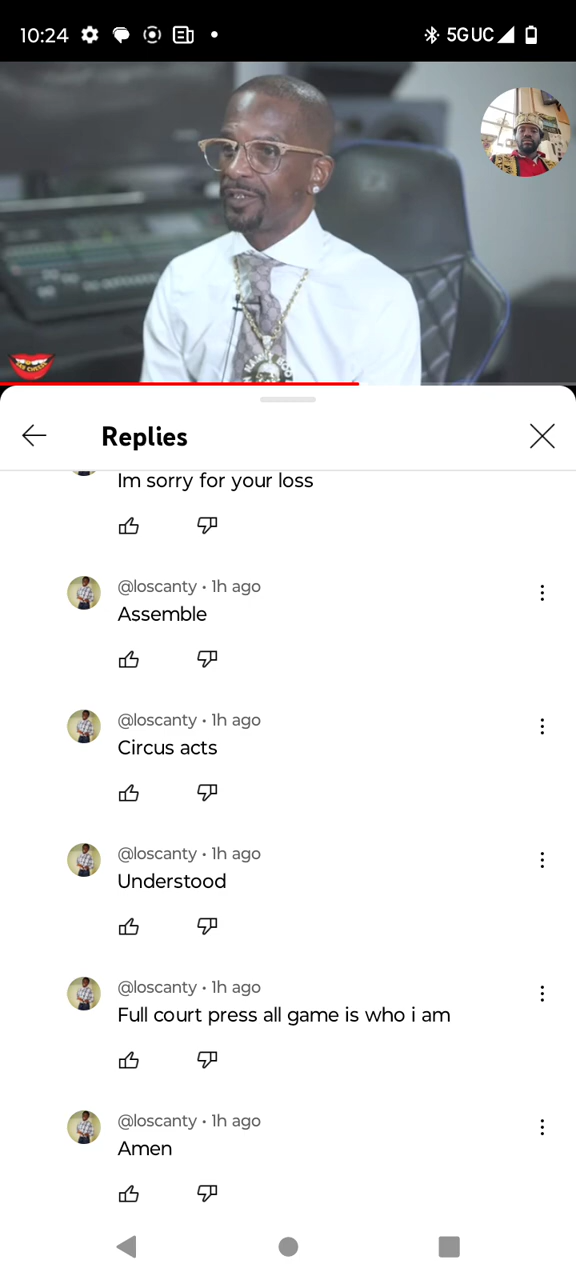 10:24
5G UC
Replies
Im sorry for your loss
@loscanty • 1h ago
Assemble
@loscanty • 1h ago
Circus acts
@loscanty • 1h ago
Understood
@loscanty • 1h ago
Full court press all game is who i am
@loscanty • 1h ago
Amen